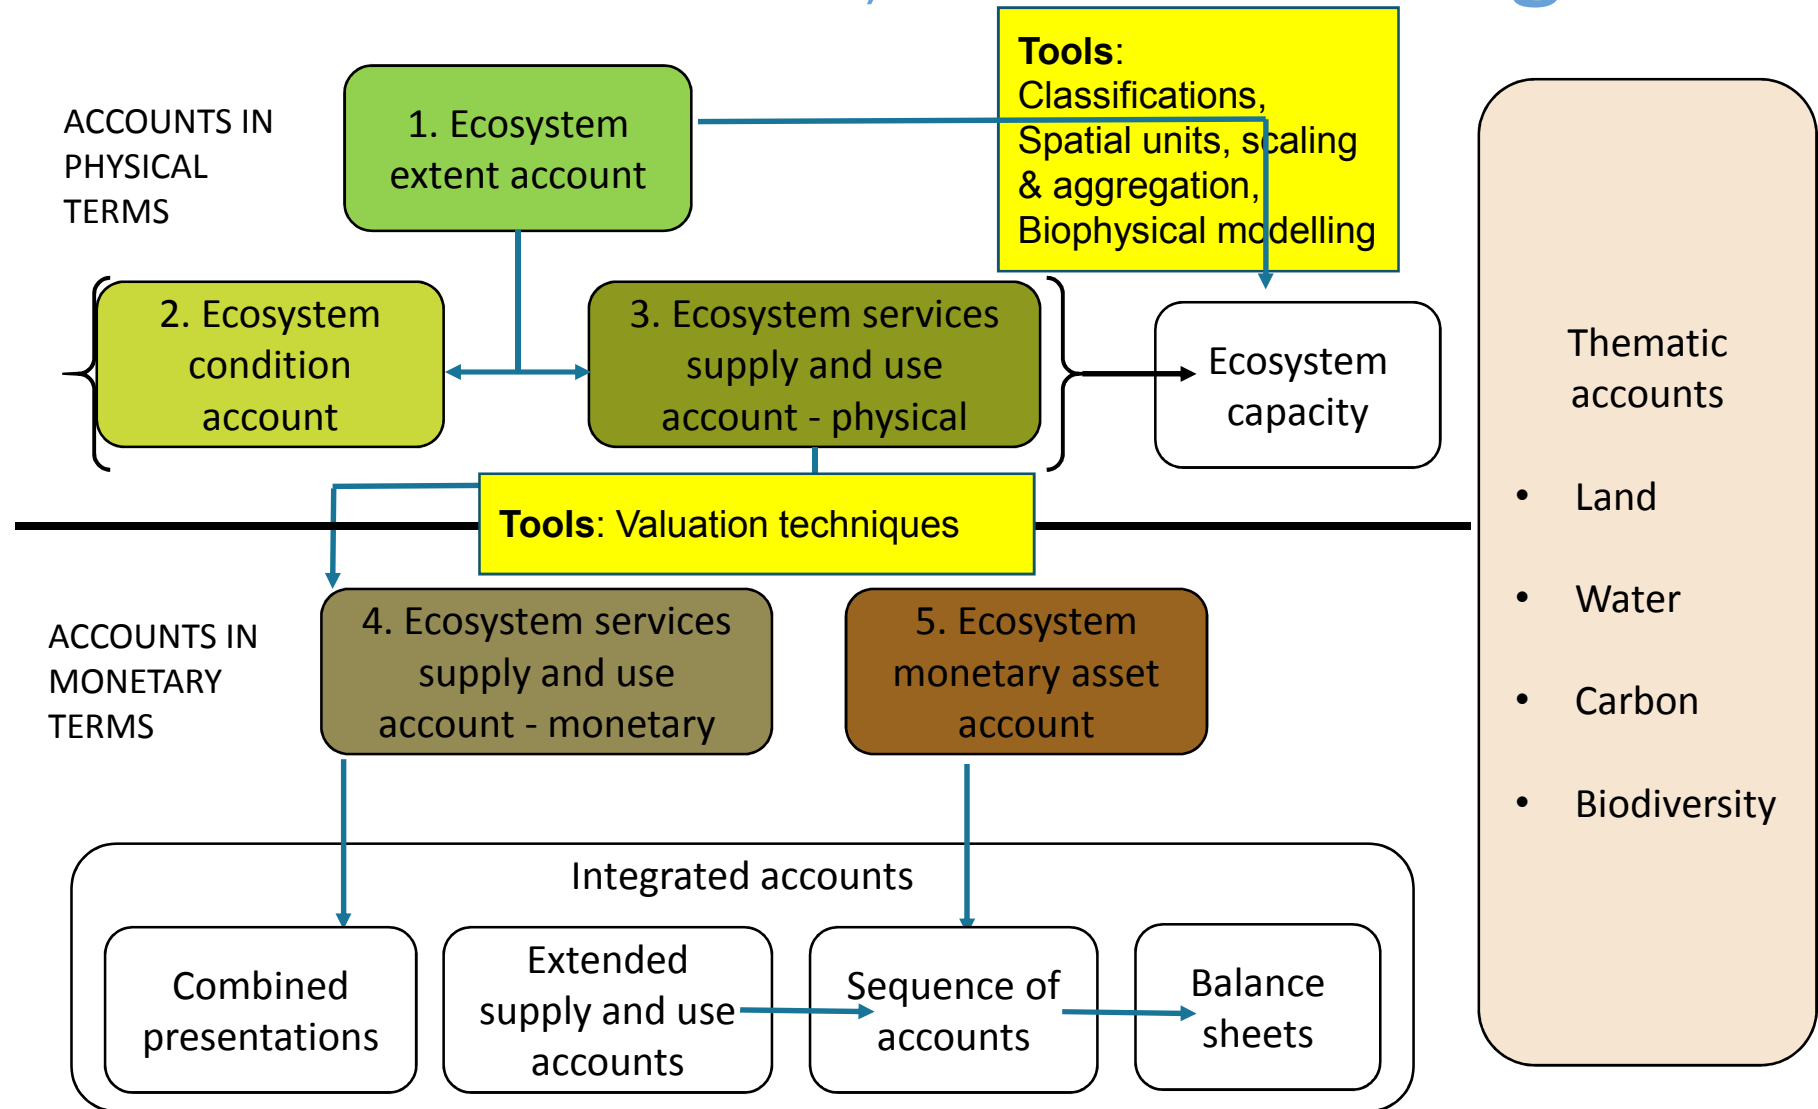 ACCOUNTS IN
PHYSICAL
TERMS
1. Ecosystem
extent account
Tools:
Classifications,
Spatial units, scaling
& aggregation,
Biophysical modelling
2. Ecosystem
condition
account
3. Ecosystem services
supply and use
account - physical
Ecosystem
capacity
Tools: Valuation techniques
ACCOUNTS IN
MONETARY
TERMS
4. Ecosystem services
supply and use
account - monetary
5. Ecosystem
monetary asset
account
Integrated accounts
Combined
presentations
Extended
supply and use
accounts
Sequence of
accounts
Balance
sheets
Thematic
accounts
• Land
• Water
• Carbon
• Biodiversity